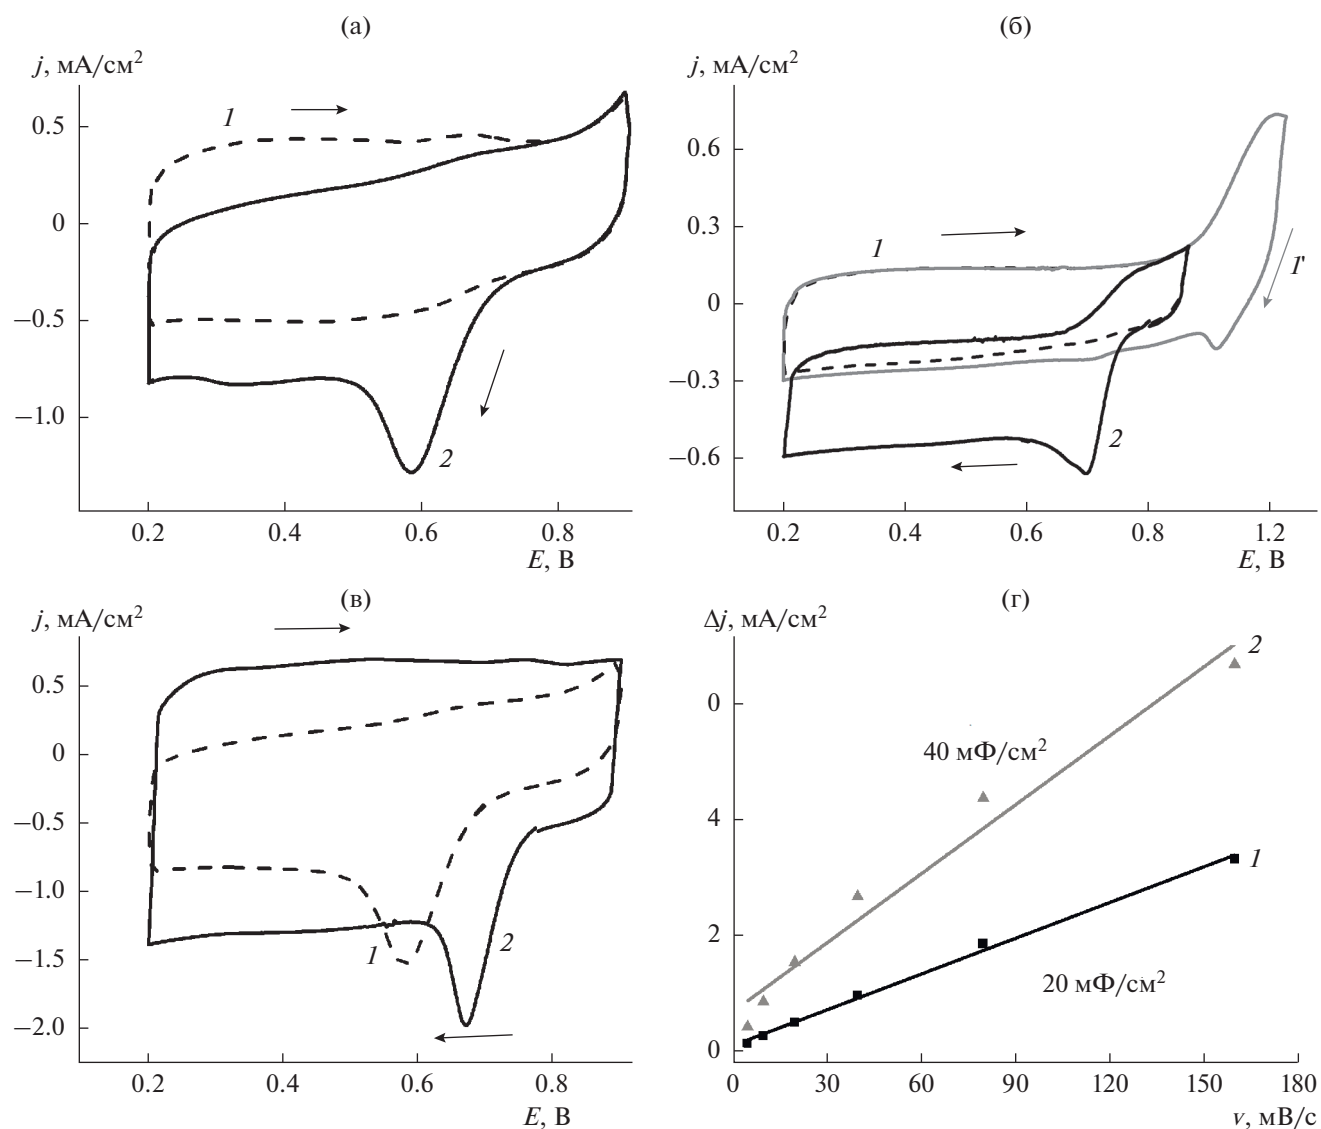 (а)
j, мА/см²
1
0.5
0
−0.5
−1.0
2
0.2 0.4 0.6 0.8
E, В
(б)
j, мА/см²
0.6
0.3
0
−0.3
−0.6
1
1'
2
0.2 0.4 0.6 0.8 1.2
E, В
(в)
j, мА/см²
0.5
0
−0.5
−1.0
−1.5
−2.0
1
2
0.2 0.4 0.6 0.8
E, В
(г)
Δj, мА/см²
2
0
40 мФ/см²
4
1
2
20 мФ/см²
0
0 30 60 90 120 150 180
v, мВ/с